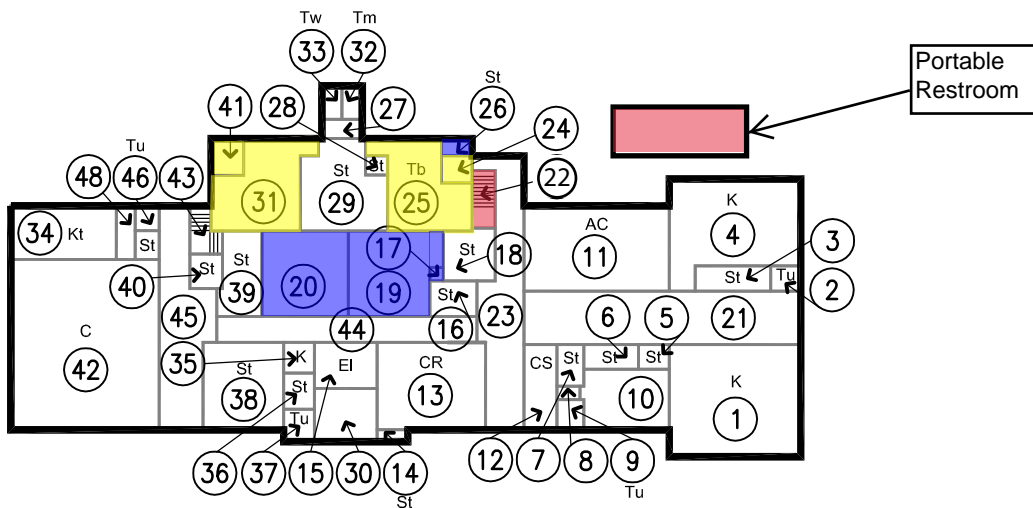 Tw Tm
33 32
Portable
Restroom
St
41 28 27 26
24
Tu
48 46 43
St
St
Tb
22
31 29 25
K
34 Kt
AC
4
3
St
17
St
18
11
St
Tu
40
St
St
39
20 19
St
2
C
45
44
16 23
6 5 21
42
35
K
EI
CR
CS
St
St
St
K
St
38
St
13
10
1
Tu
36 37 15 30 14
St
12 7 8 9
Tu